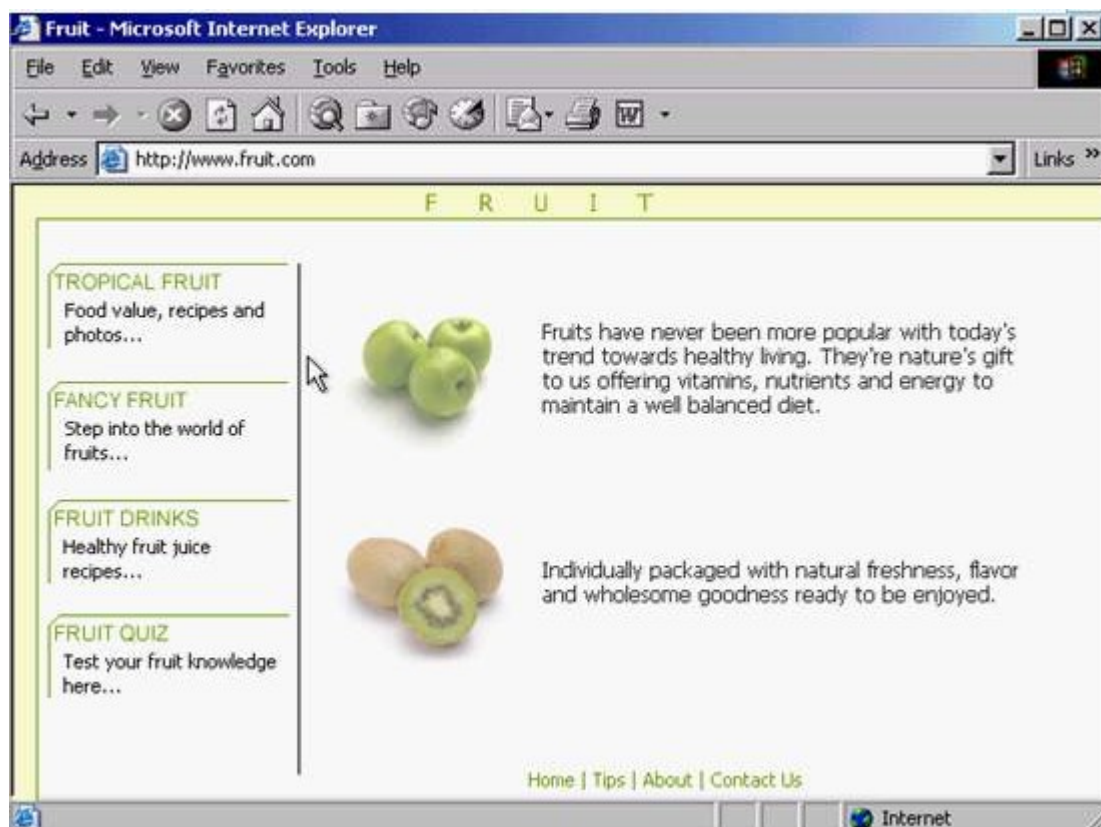 Fruit - Microsoft Internet Explorer
File Edit View Favorites Tools Help
W
Address http://www.fruit.com Links »
F R U I T
TROPICAL FRUIT
Food value, recipes and
photos...
FANCY FRUIT
Step into the world of
fruits...
FRUIT DRINKS
Healthy fruit juice
recipes...
FRUIT QUIZ
Test your fruit knowledge
here...
Fruits have never been more popular with today's
trend towards healthy living. They're nature's gift
to us offering vitamins, nutrients and energy to
maintain a well balanced diet.
Individually packaged with natural freshness, flavor
and wholesome goodness ready to be enjoyed.
Home | Tips | About | Contact Us
Internet